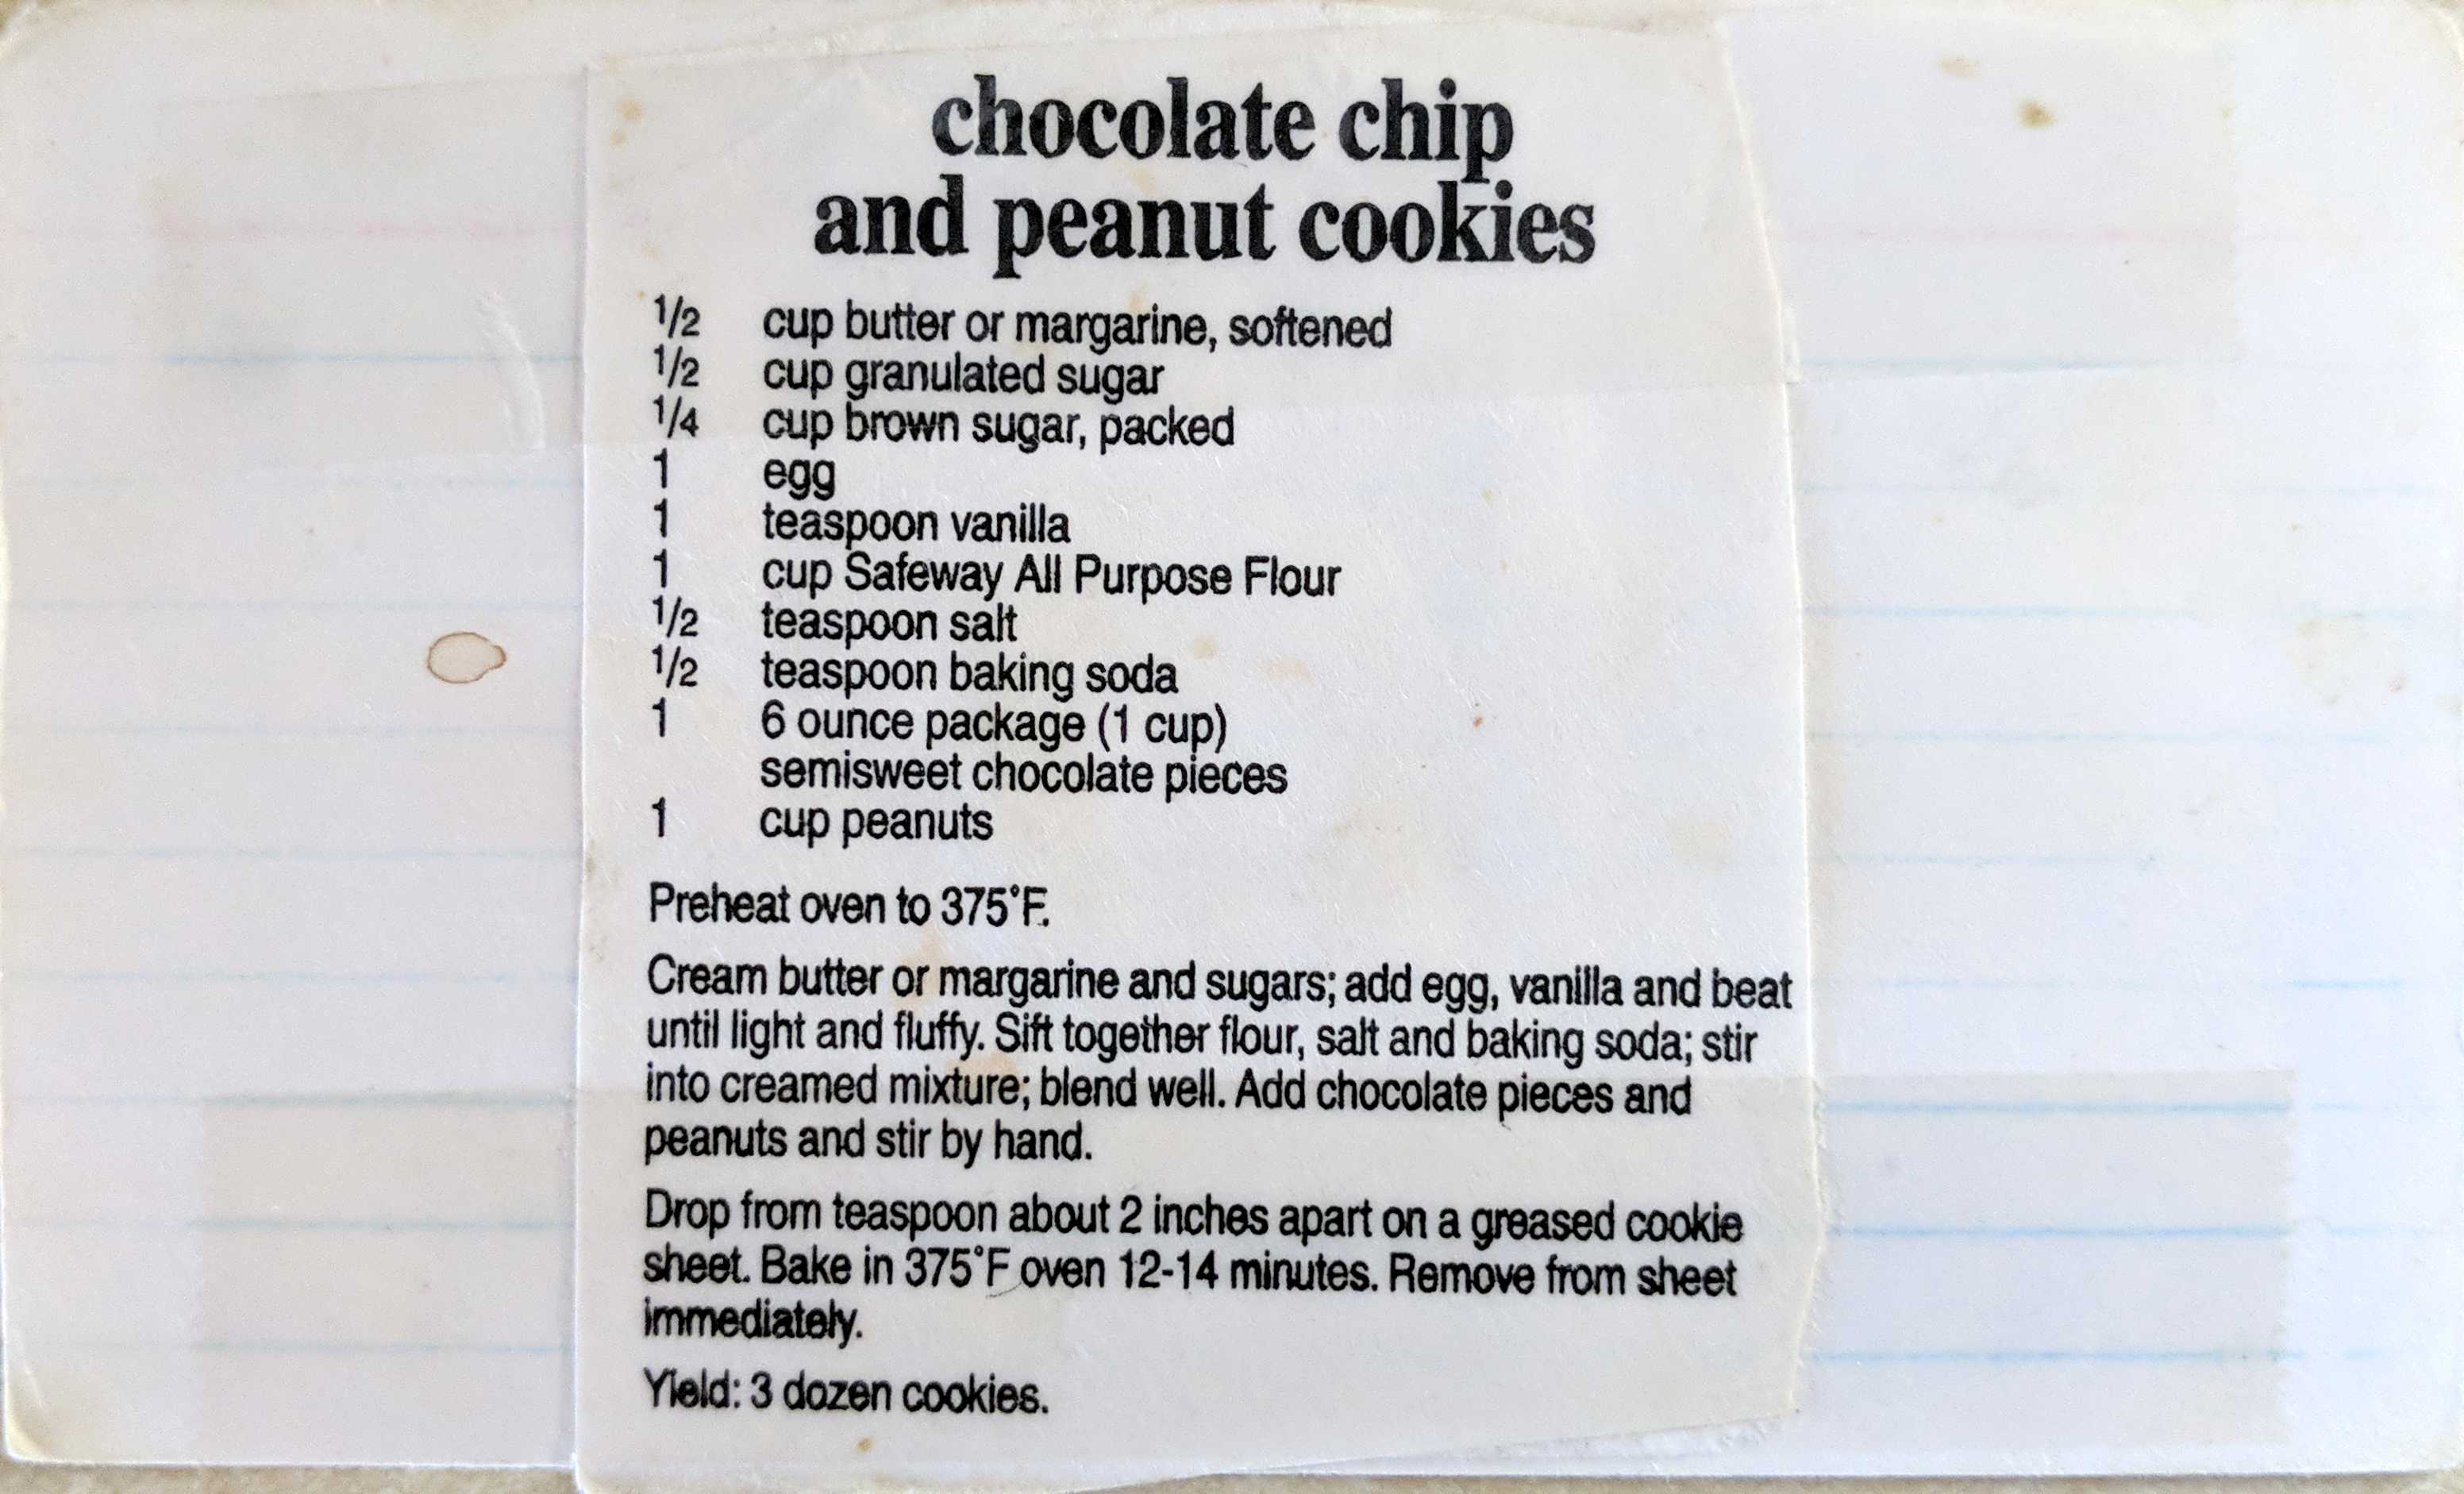 chocolate chip
and peanut cookies
1/2 cup butter or margarine, softened
1/2 cup granulated sugar
1/4 cup brown sugar, packed
1 egg
1 teaspoon vanilla
1 cup Safeway All Purpose Flour
1/2 teaspoon salt
1/2 teaspoon baking soda
1 6 ounce package (1 cup)
semisweet chocolate pieces
1 cup peanuts
Preheat oven to 375°F.
Cream butter or margarine and sugars; add egg, vanilla and beat
until light and fluffy. Sift together flour, salt and baking soda; stir
into creamed mixture; blend well. Add chocolate pieces and
peanuts and stir by hand.
Drop from teaspoon about 2 inches apart on a greased cookie
sheet. Bake in 375°F oven 12-14 minutes. Remove from sheet
immediately.
Yield: 3 dozen cookies.